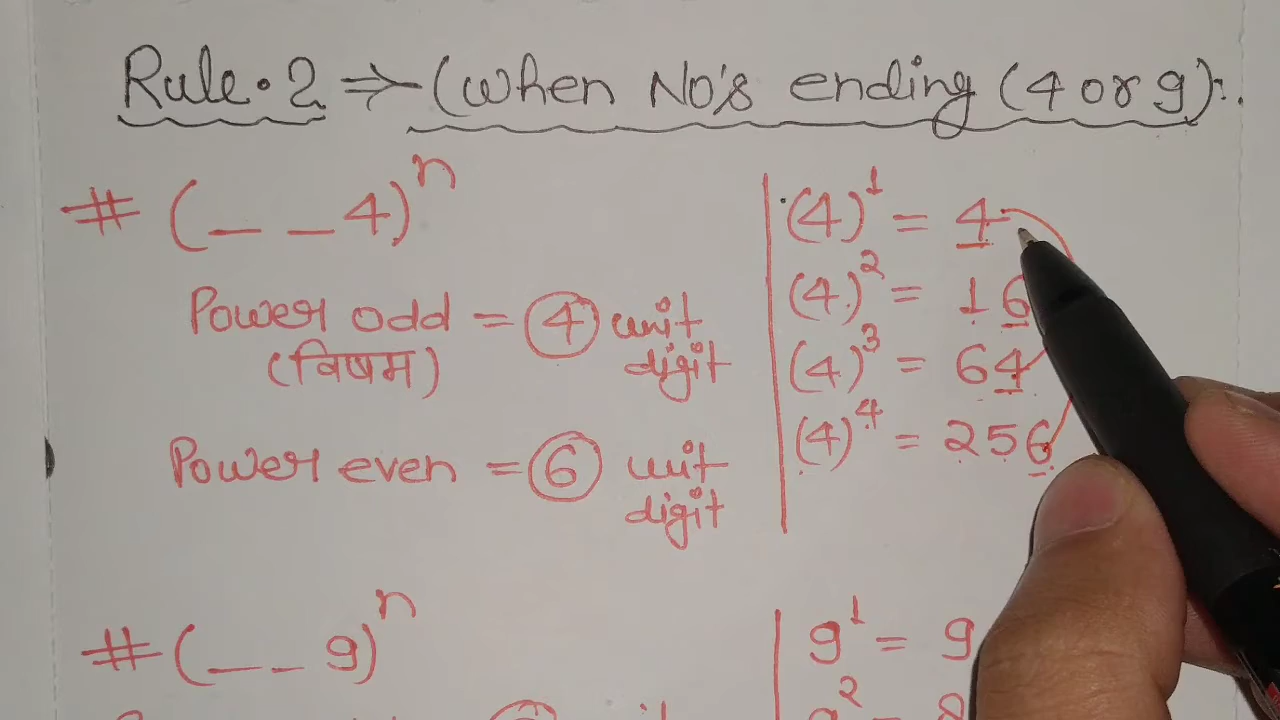 Rule·2 ⇒ (When No's ending (4 or 9):.
# (_ _4)ⁿ
Power odd = 4 unit digit
(विषम)
Power even = 6 unit digit
(4)¹ = 4
(4)² = 16
(4)³ = 64
(4)⁴ = 256
# (_ _ 9)ⁿ
9¹ = 9